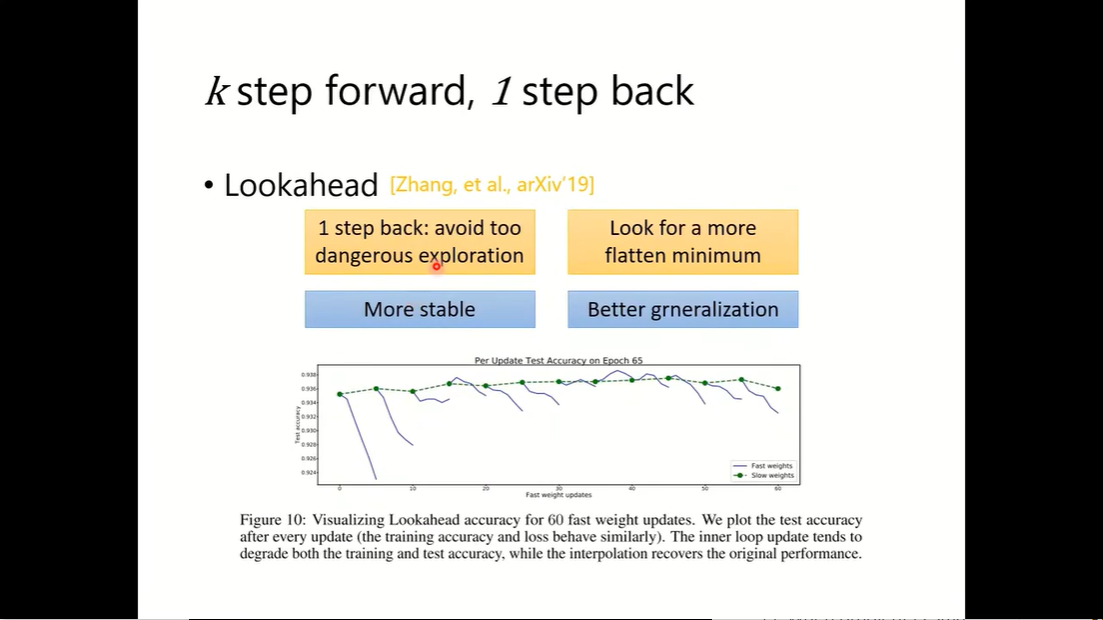 k step forward, 1 step back
• Lookahead [Zhang, et al., arXiv'19]
1 step back: avoid too
dangerous exploration
Look for a more
flatten minimum
More stable
Better grneralization
Per Update Test Accuracy on Epoch 65
Test accuracy
0.938
0.936
0.934
0.932
0.930
0.928
0.926
0.924
0 10 20 30 40 50 60
Fast weight updates
Fast weights
Slow weights
Figure 10: Visualizing Lookahead accuracy for 60 fast weight updates. We plot the test accuracy
after every update (the training accuracy and loss behave similarly). The inner loop update tends to
degrade both the training and test accuracy, while the interpolation recovers the original performance.